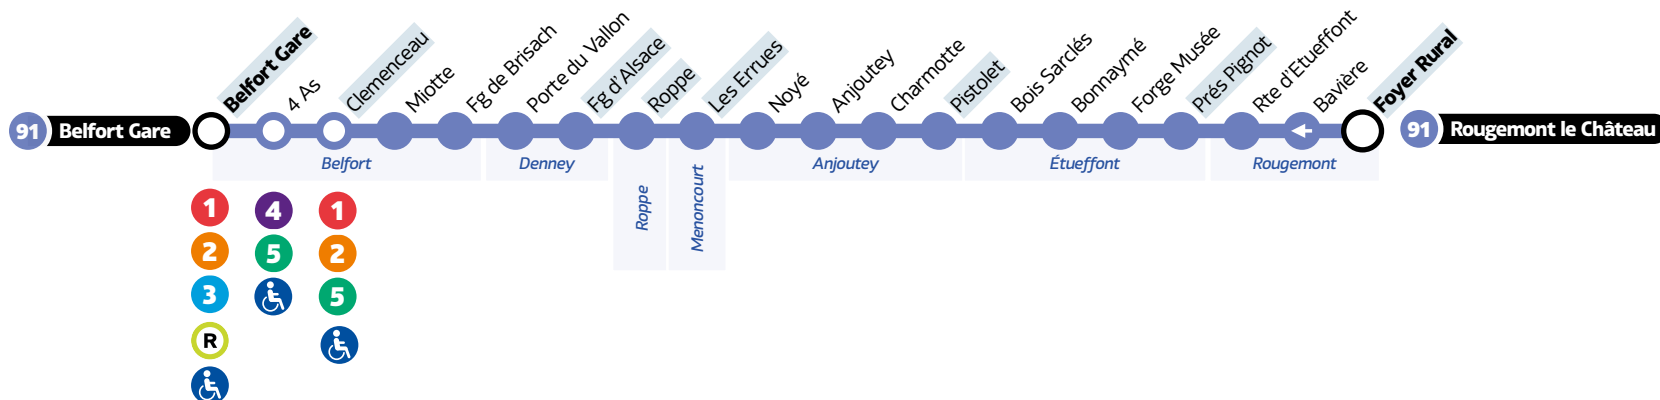 91 Belfort Gare
Belfort Gare
4 As
Clemenceau
Miotte
Fg de Brisach
Porte du Vallon
Fg d'Alsace
Roppe
Les Errues
Noyé
Anjoutey
Charmotte
Pistolet
Bois Sarclés
Bonnaymé
Forge Musée
Prés Pignot
Rte d'Etueffont
Bavière
Foyer Rural
91 Rougemont le Château
Belfort
Denney
Roppe
Menoncourt
Anjoutey
Étueffont
Rougemont
1
2
3
R
4
5
1
2
5